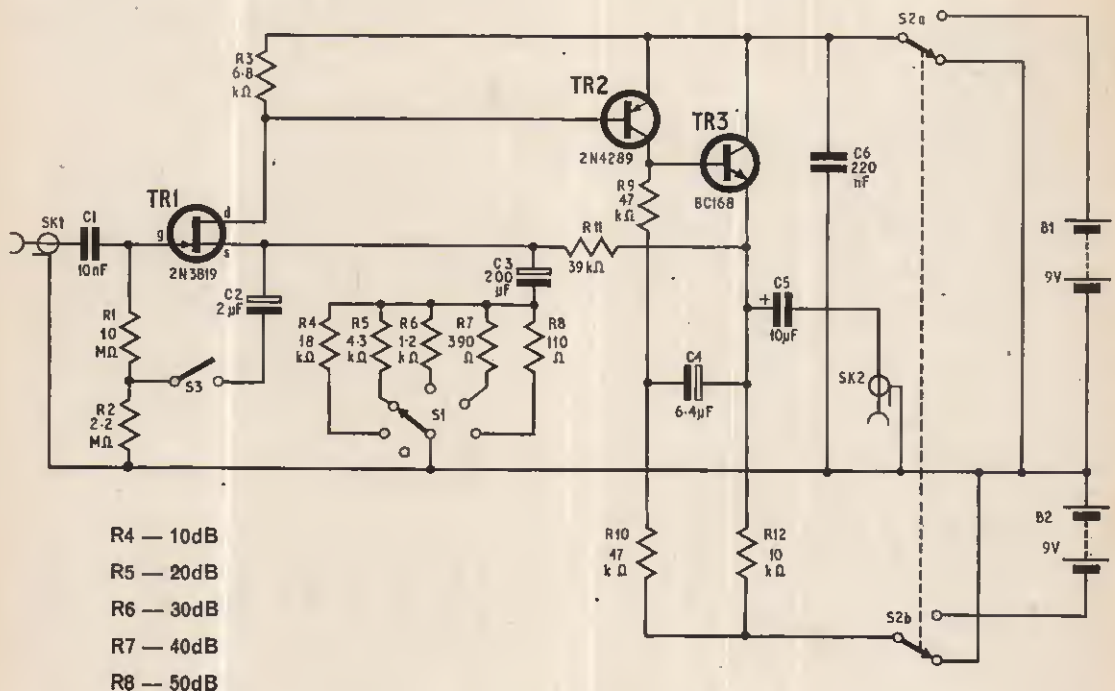 S2a
R3
6·8
kΩ
TR2
TR3
2N4289
C6
220
nF
TR1
SK1
C1
d
R9
47
kΩ
BC168
B1
g
10nF
s
R11
2N3819
39kΩ
9V
C3
200
μF
C2
2μF
+
C5
R1
10
MΩ
R4
18
kΩ
R5
4·3
kΩ
R6
1·2
kΩ
R7
390
Ω
R8
110
Ω
10μF
C4
SK2
S3
6·4μF
R2
2·2
MΩ
S1
B2
R4 — 10dB
R10
47
kΩ
R12
10
kΩ
9V
R5 — 20dB
R6 — 30dB
S2b
R7 — 40dB
R8 — 50dB